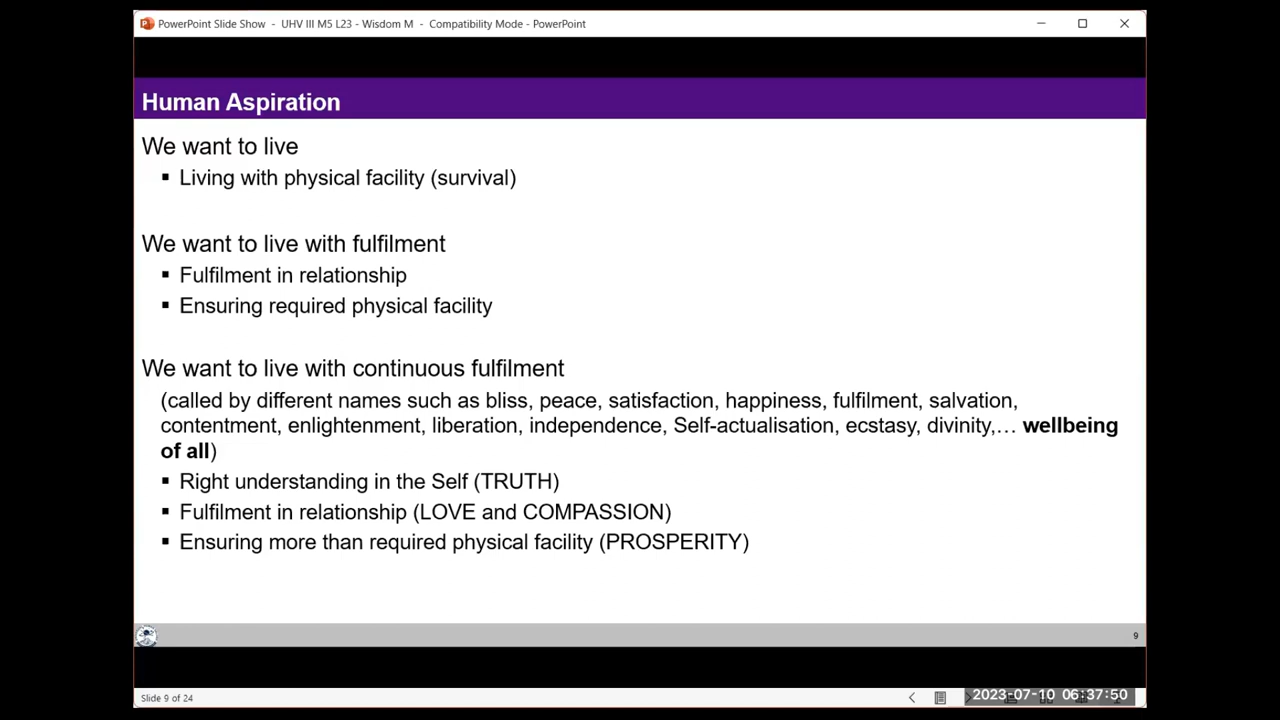 PowerPoint Slide Show - UHV III M5 L23 - Wisdom M - Compatibility Mode - PowerPoint
Human Aspiration
We want to live
▪ Living with physical facility (survival)
We want to live with fulfilment
▪ Fulfilment in relationship
▪ Ensuring required physical facility
We want to live with continuous fulfilment
(called by different names such as bliss, peace, satisfaction, happiness, fulfilment, salvation,
contentment, enlightenment, liberation, independence, Self-actualisation, ecstasy, divinity,… wellbeing
of all)
▪ Right understanding in the Self (TRUTH)
▪ Fulfilment in relationship (LOVE and COMPASSION)
▪ Ensuring more than required physical facility (PROSPERITY)
9
Slide 9 of 24
2023-07-10 06:37:50